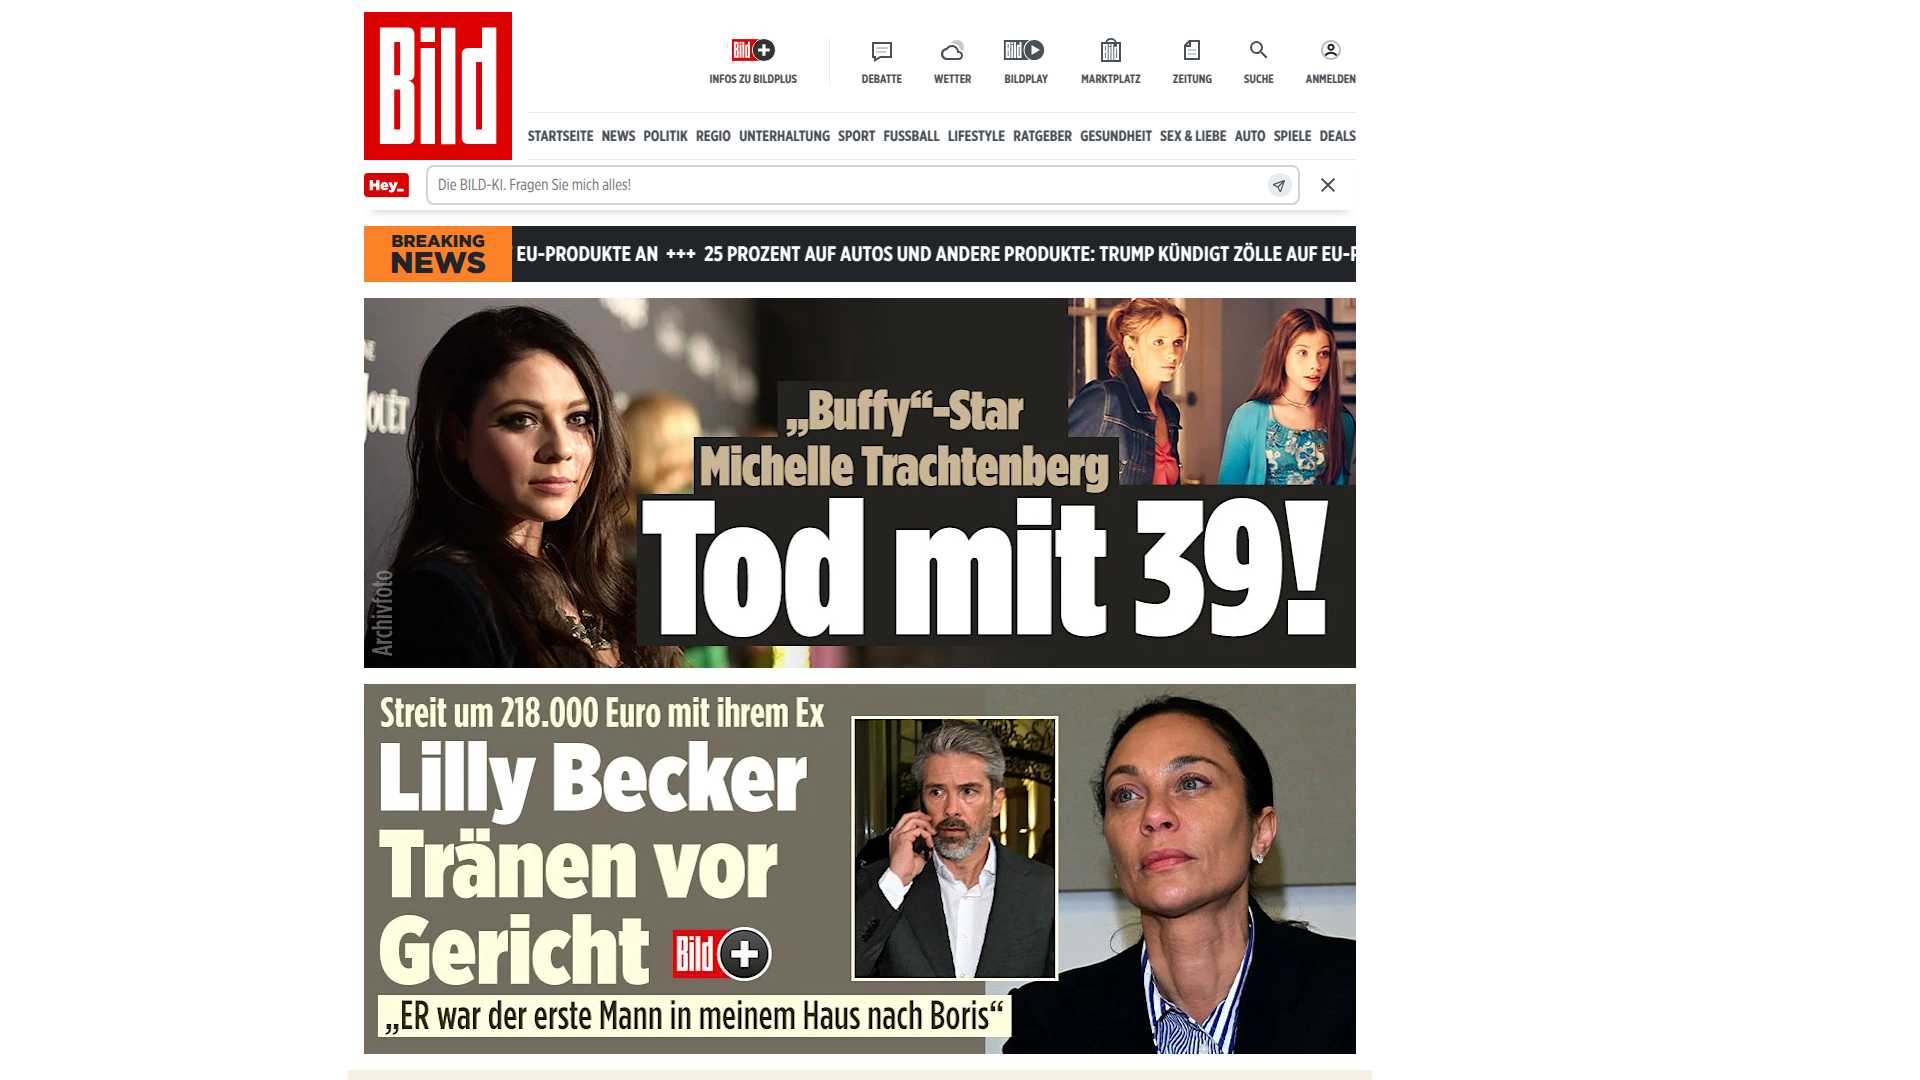 Bild
Bild +
INFOS ZU BILDPLUS
DEBATTE
WETTER
Bild
BILDPLAY
Bild
MARKTPLATZ
ZEITUNG
SUCHE
ANMELDEN
STARTSEITE NEWS POLITIK REGIO UNTERHALTUNG SPORT FUSSBALL LIFESTYLE RATGEBER GESUNDHEIT SEX & LIEBE AUTO SPIELE DEALS
Hey_
Die BILD-KI. Fragen Sie mich alles!
BREAKING
NEWS
EU-PRODUKTE AN +++ 25 PROZENT AUF AUTOS UND ANDERE PRODUKTE: TRUMP KÜNDIGT ZÖLLE AUF EU-
„Buffy“-Star
Michelle Trachtenberg
Tod mit 39!
Archivfoto
Streit um 218.000 Euro mit ihrem Ex
Lilly Becker
Tränen vor
Gericht
Bild +
„ER war der erste Mann in meinem Haus nach Boris“